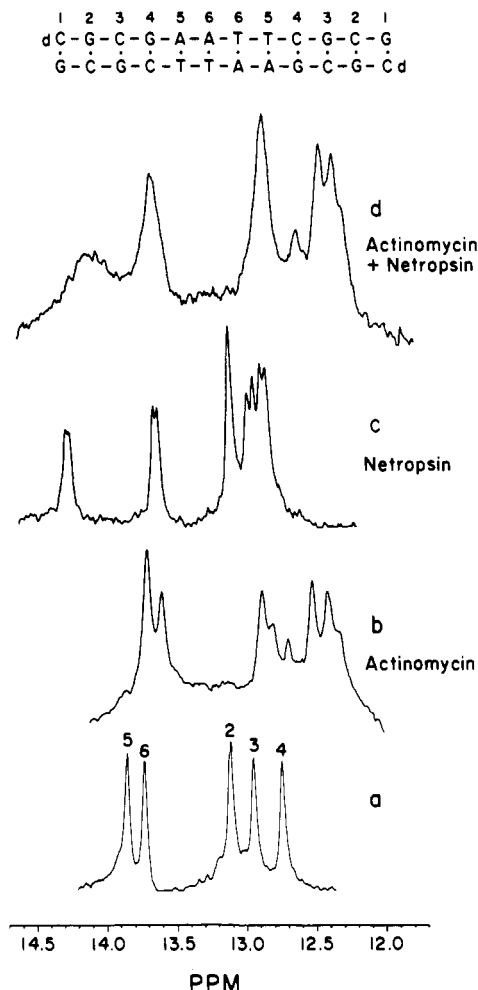 1 2 3 4 5 6 6 5 4 3 2 1
dC-G-C-G-A-A-T-T-C-G-C-G
G-C-G-C-T-T-A-A-G-C-G-Cd
d
Actinomycin
+ Netropsin
c
Netropsin
b
Actinomycin
5 6 2 3 4
a
14.5 14.0 13.5 13.0 12.5 12.0
PPM